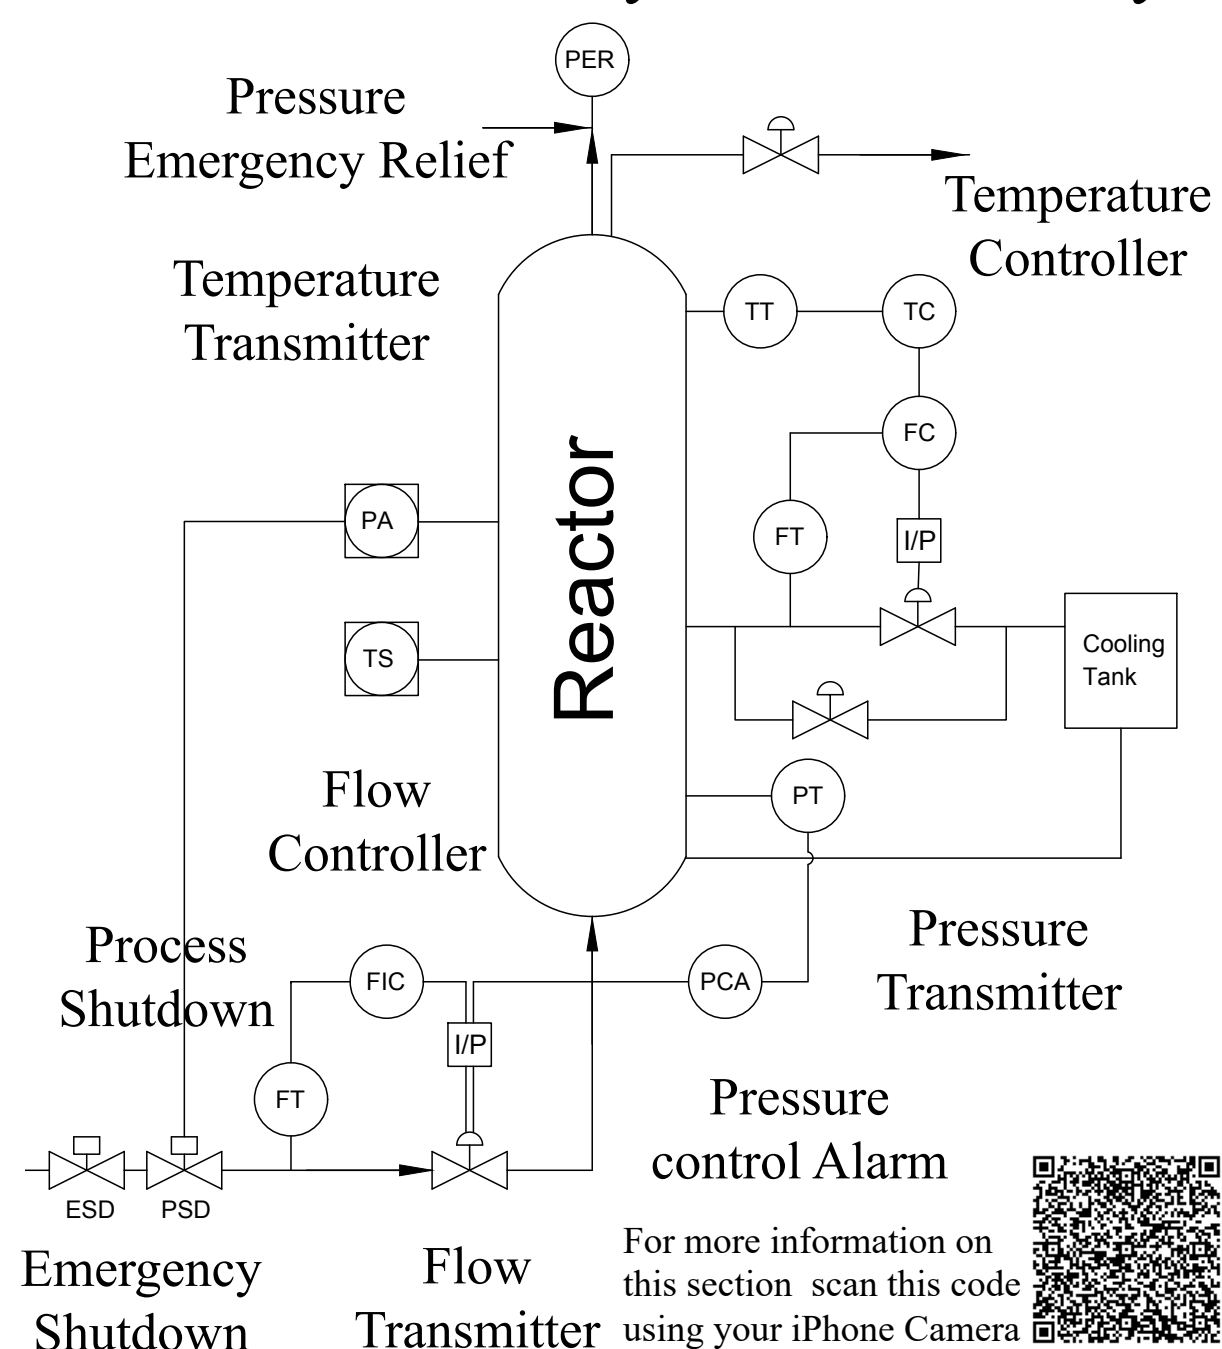 PER
Pressure
Emergency Relief
Temperature
Controller
Temperature
Transmitter
TT
TC
FC
Reactor
PA
FT
I/P
TS
Cooling
Tank
Flow
Controller
PT
Process
Shutdown
Pressure
Transmitter
FIC
PCA
I/P
FT
Pressure
control Alarm
ESD
PSD
Emergency
Shutdown
Flow
Transmitter
For more information on
this section scan this code
using your iPhone Camera